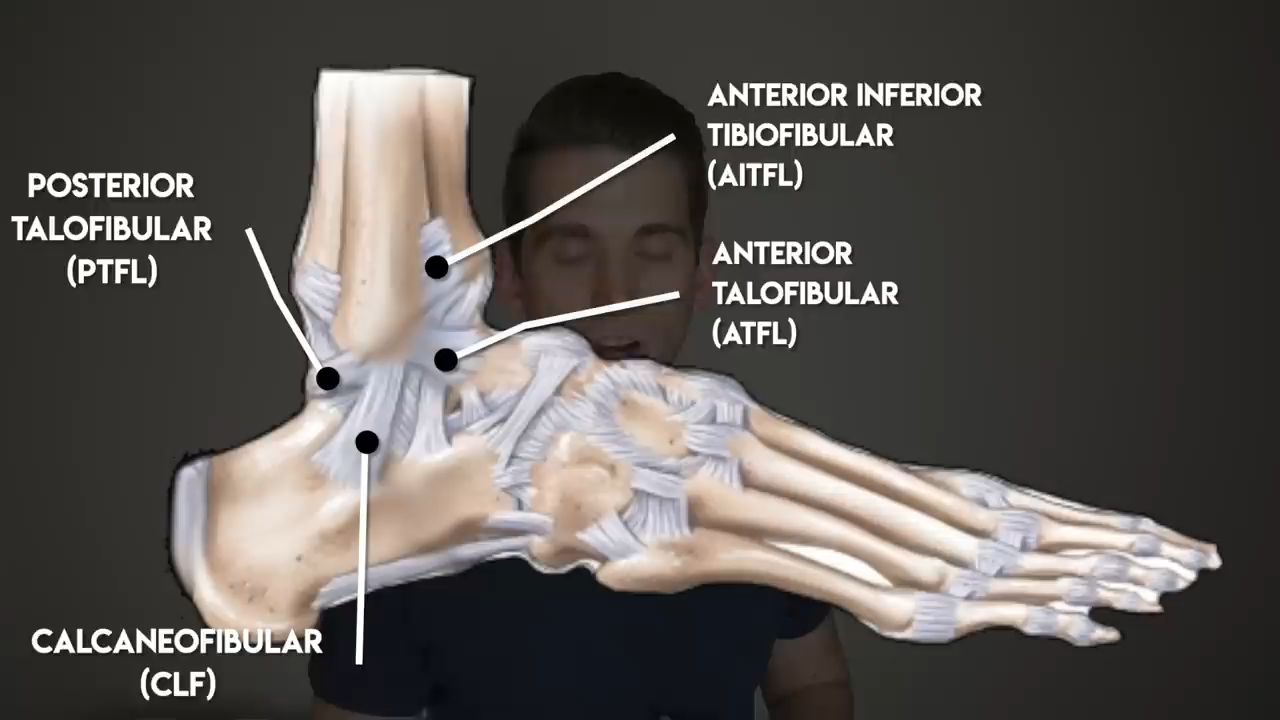 ANTERIOR INFERIOR
TIBIOFIBULAR
(AITFL)
POSTERIOR
TALOFIBULAR
(PTFL)
ANTERIOR
TALOFIBULAR
(ATFL)
CALCANEOFIBULAR
(CLF)